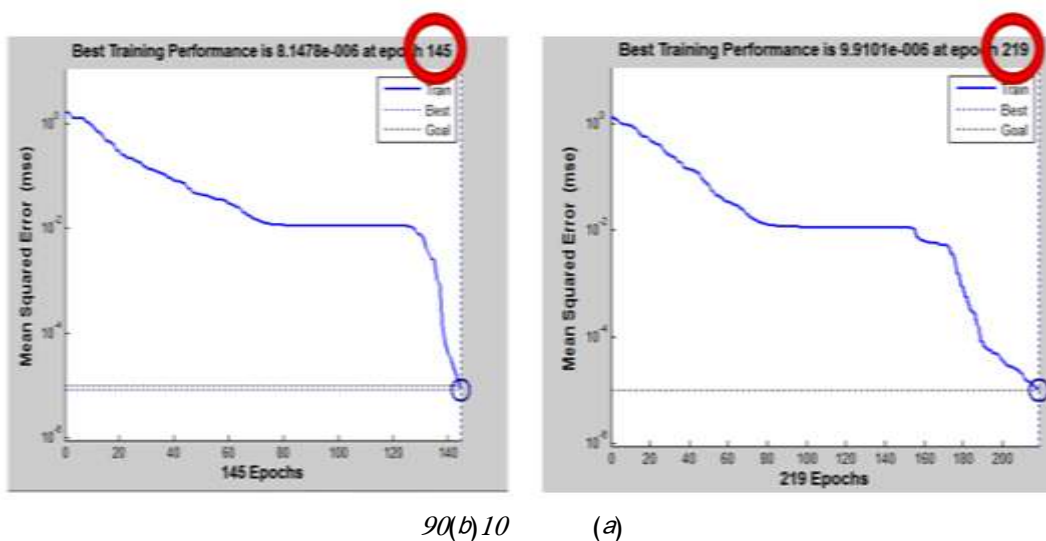 Best Training Performance is 8.1478e-006 at epoch 145
Train
Best
Goal
Mean Squared Error (mse)
10^0
10^-2
10^-4
10^-6
0 20 40 60 80 100 120 140
145 Epochs
Best Training Performance is 9.9101e-006 at epoch 219
Train
Best
Goal
Mean Squared Error (mse)
10^0
10^-2
10^-4
10^-6
0 20 40 60 80 100 120 140 160 180 200
219 Epochs
90(b)10 (a)